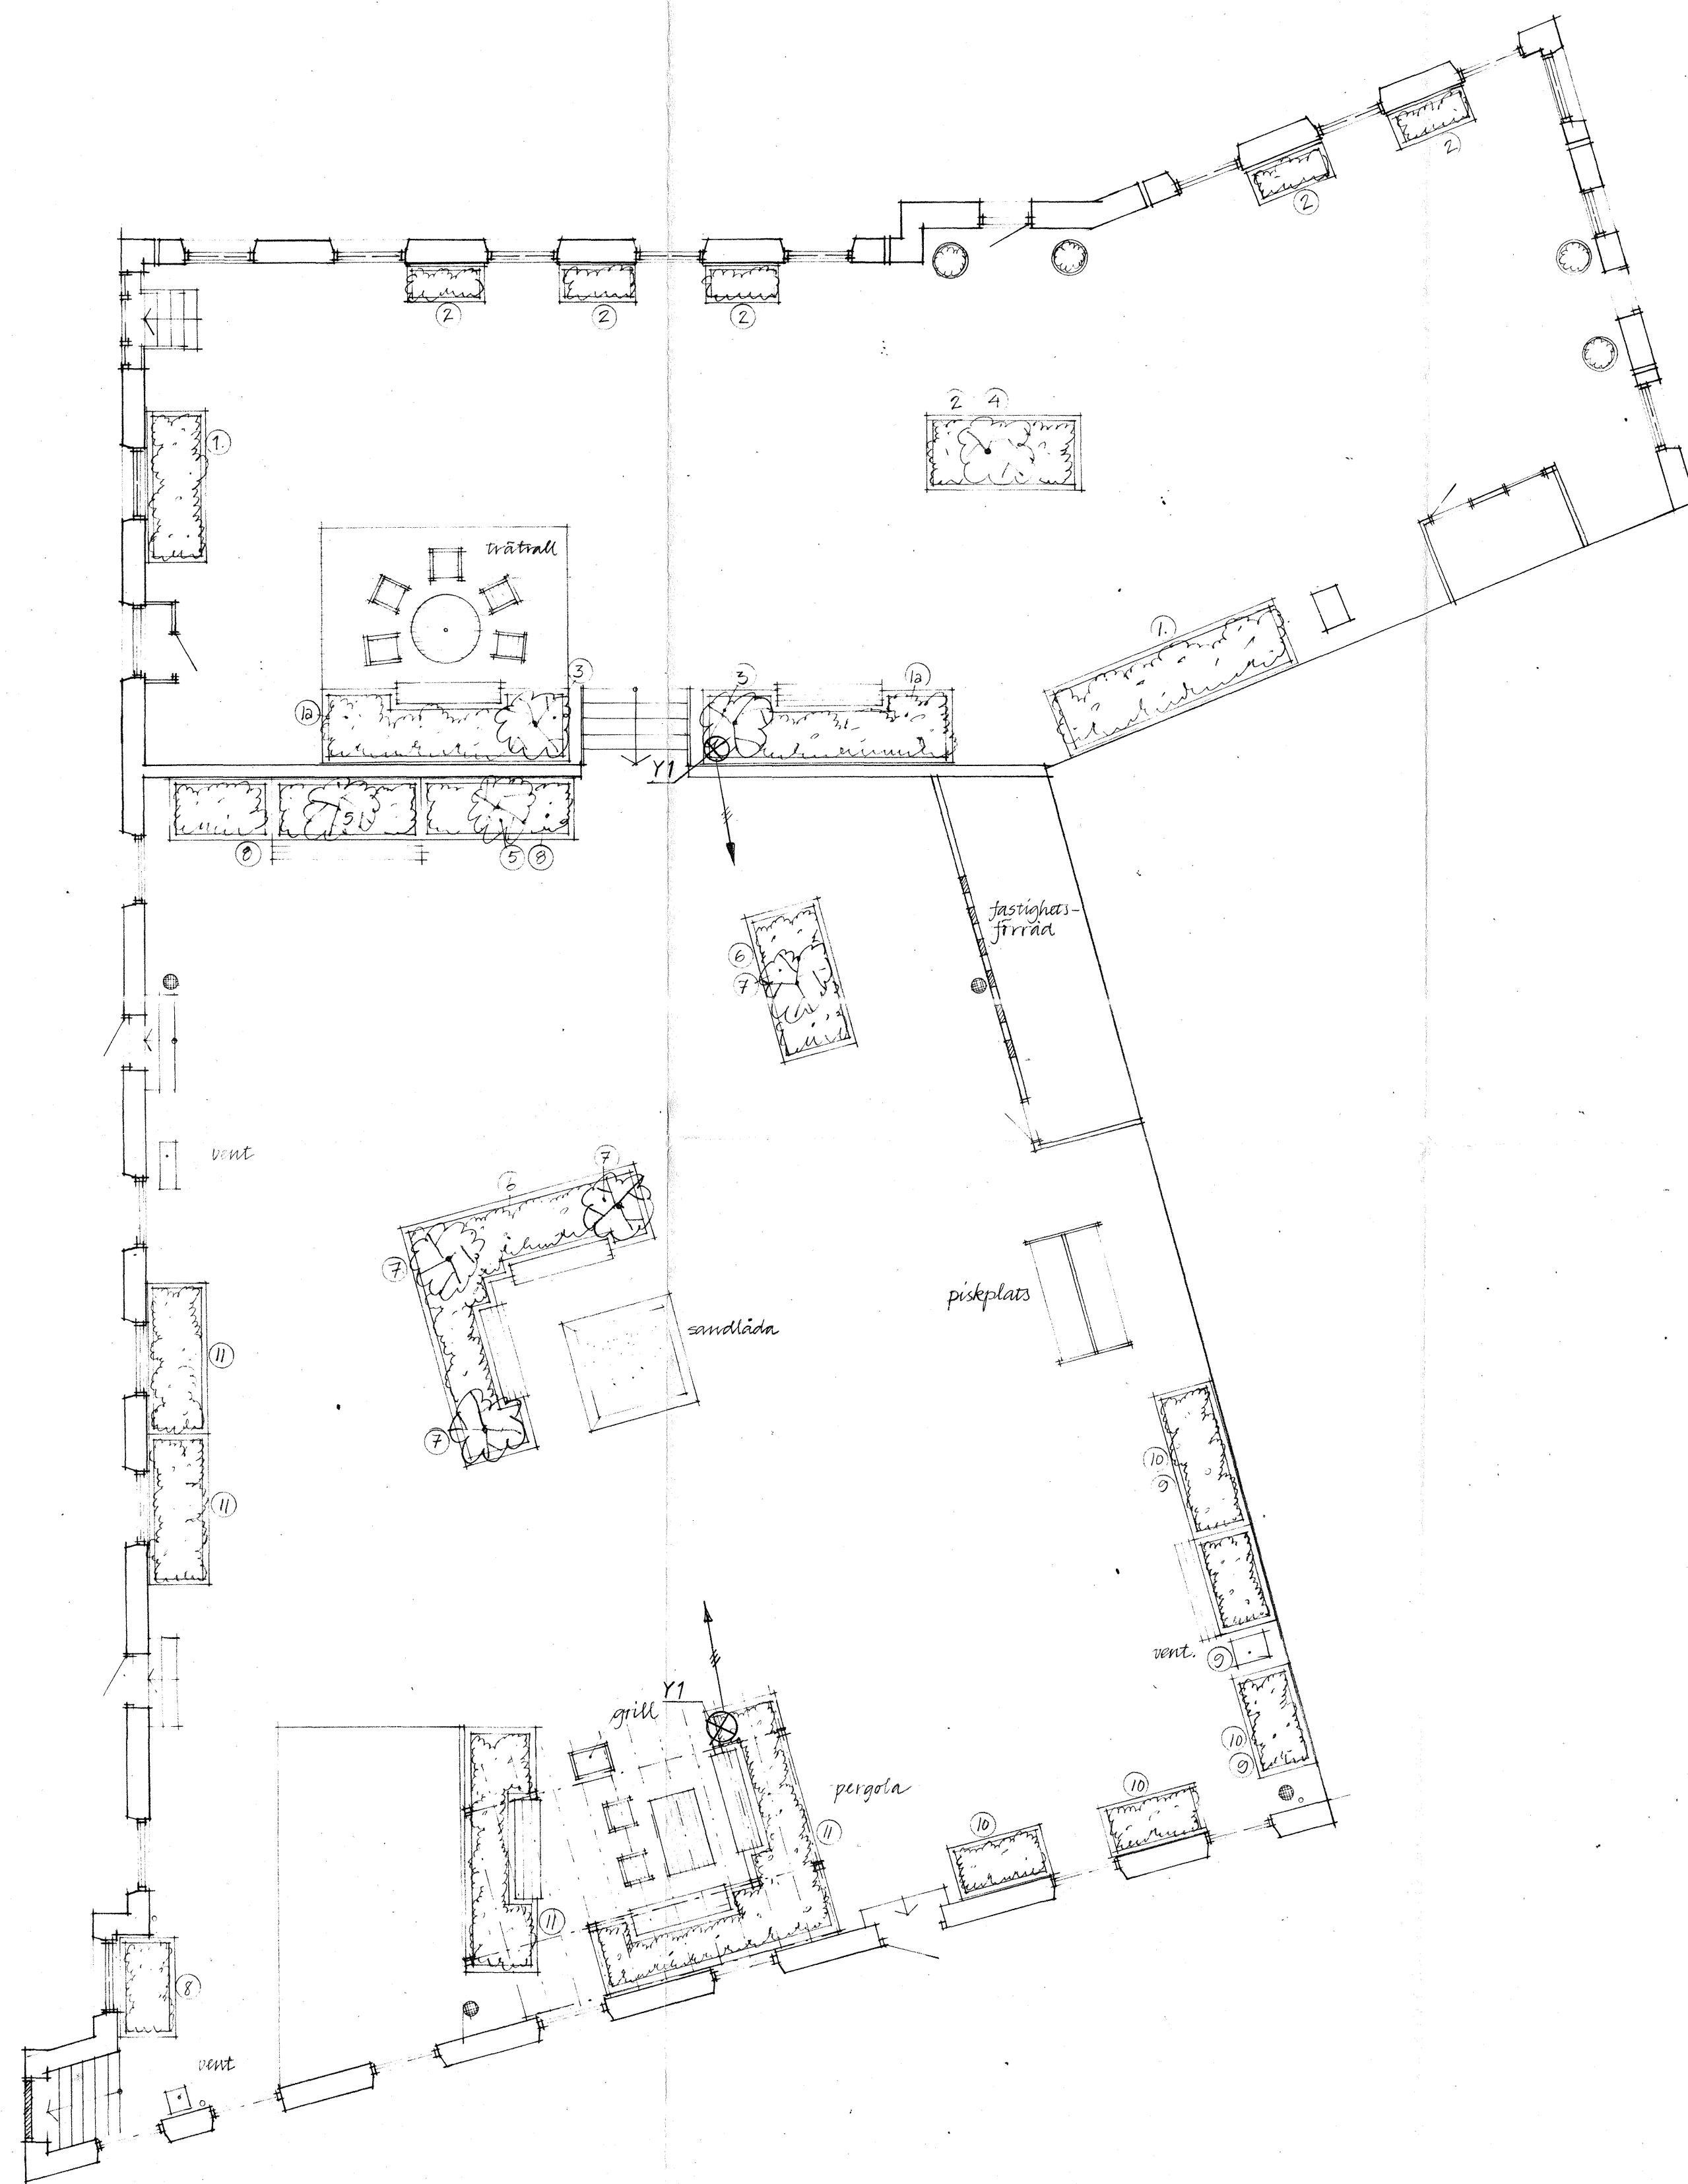 2
2
2
2
2
2 4
1.
trätrall
1.
3
3
1a
1a
Y1
5
8
5 8
fastighets-
förråd
6
7
vent
7
6
7
piskplats
sandlåda
11
7
10
9
11
vent.
9
Y1
grill
10
9
pergola
10
10
11
11
8
vent